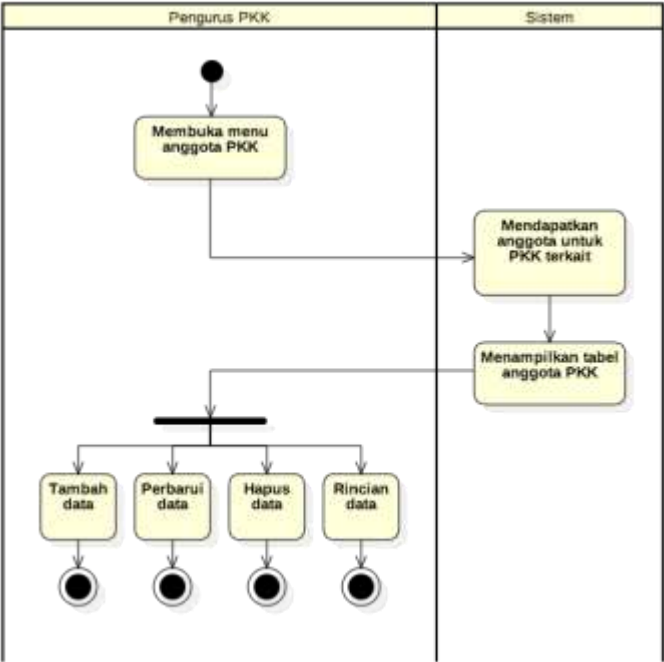 Pengurus PKK
Sistem
Membuka menu
anggota PKK
Mendapatkan
anggota untuk
PKK terkait
Menampilkan tabel
anggota PKK
Tambah
data
Perbarui
data
Hapus
data
Rincian
data